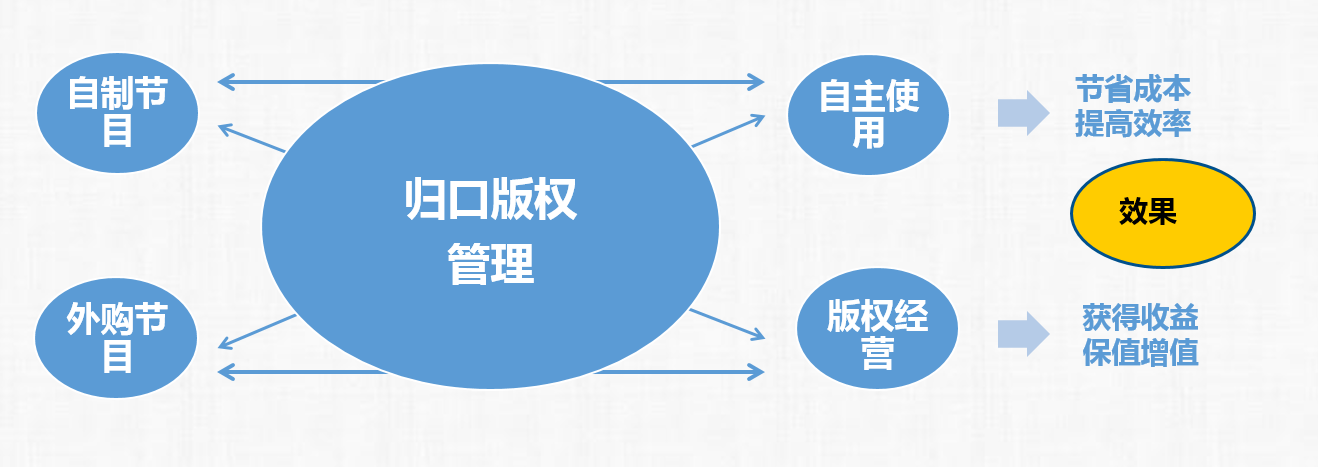 自制节
目
外购节
目
归口版权
管理
自主使
用
版权经
营
节省成本
提高效率
效果
获得收益
保值增值